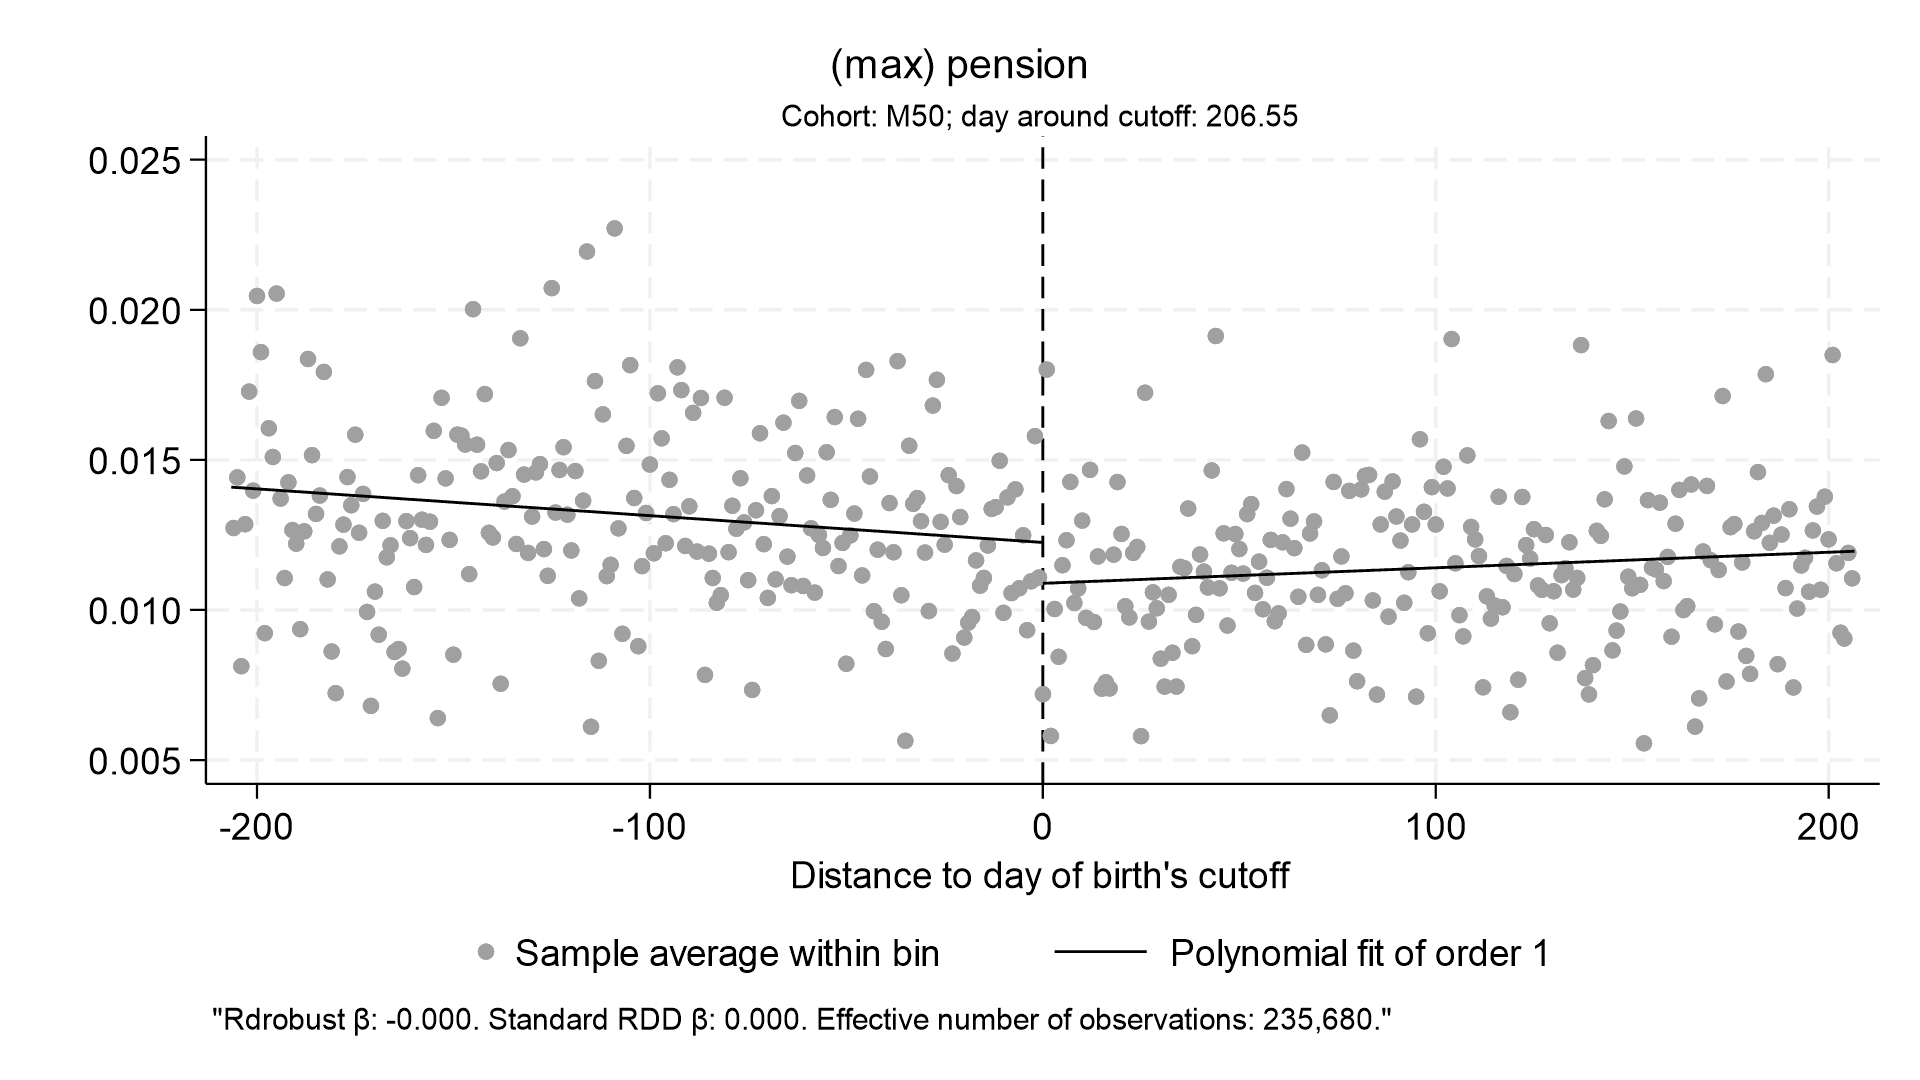 (max) pension
Cohort: M50; day around cutoff: 206.55
0.025
0.020
0.015
0.010
0.005
-200 -100 0 100 200
Distance to day of birth's cutoff
Sample average within bin Polynomial fit of order 1
"Rdrobust β: -0.000. Standard RDD β: 0.000. Effective number of observations: 235,680."